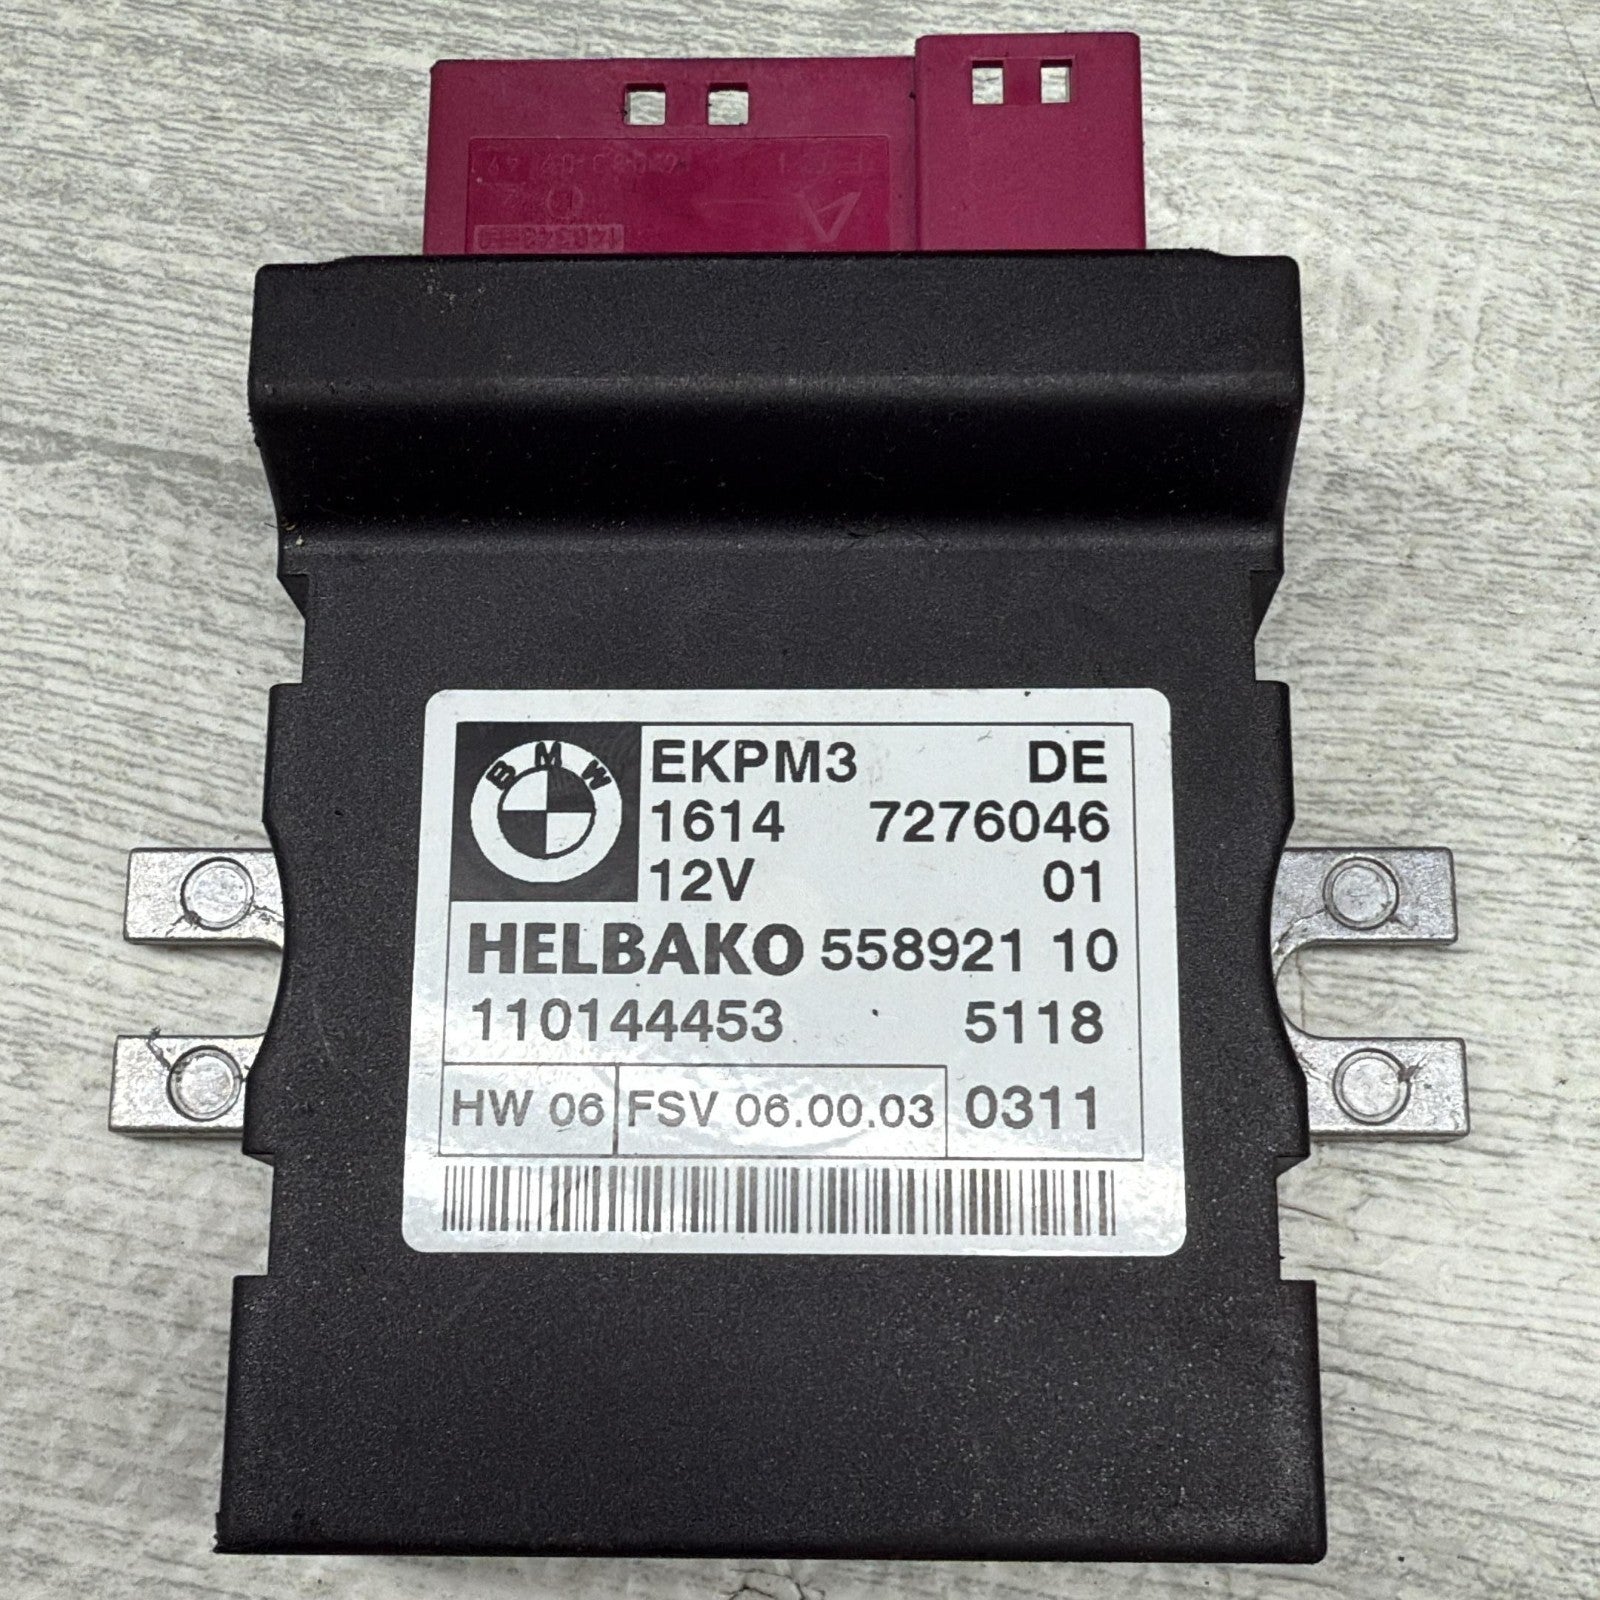 BMW
EKPM3 DE
1614 7276046
12V 01
HELBAKO 558921 10
110144453 5118
HW 06 FSV 06.00.03 0311